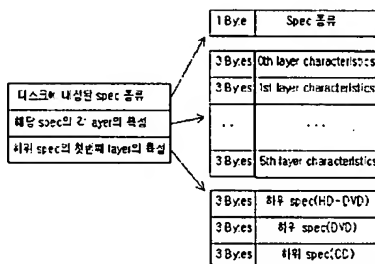 1 Byte Spec 종류
3 Bytes 0th layer characteristics
3 Bytes 1st layer characteristics
.. ...
3 Bytes 5th layer characteristics
디스크에 spec 종류
해당 spec의 각 layer의 특성
하위 spec의 첫번째 layer의 특성
3 Bytes 하위 spec(HD-DVD)
3 Bytes 하위 spec(DVD)
3 Bytes 하위 spec(CD)